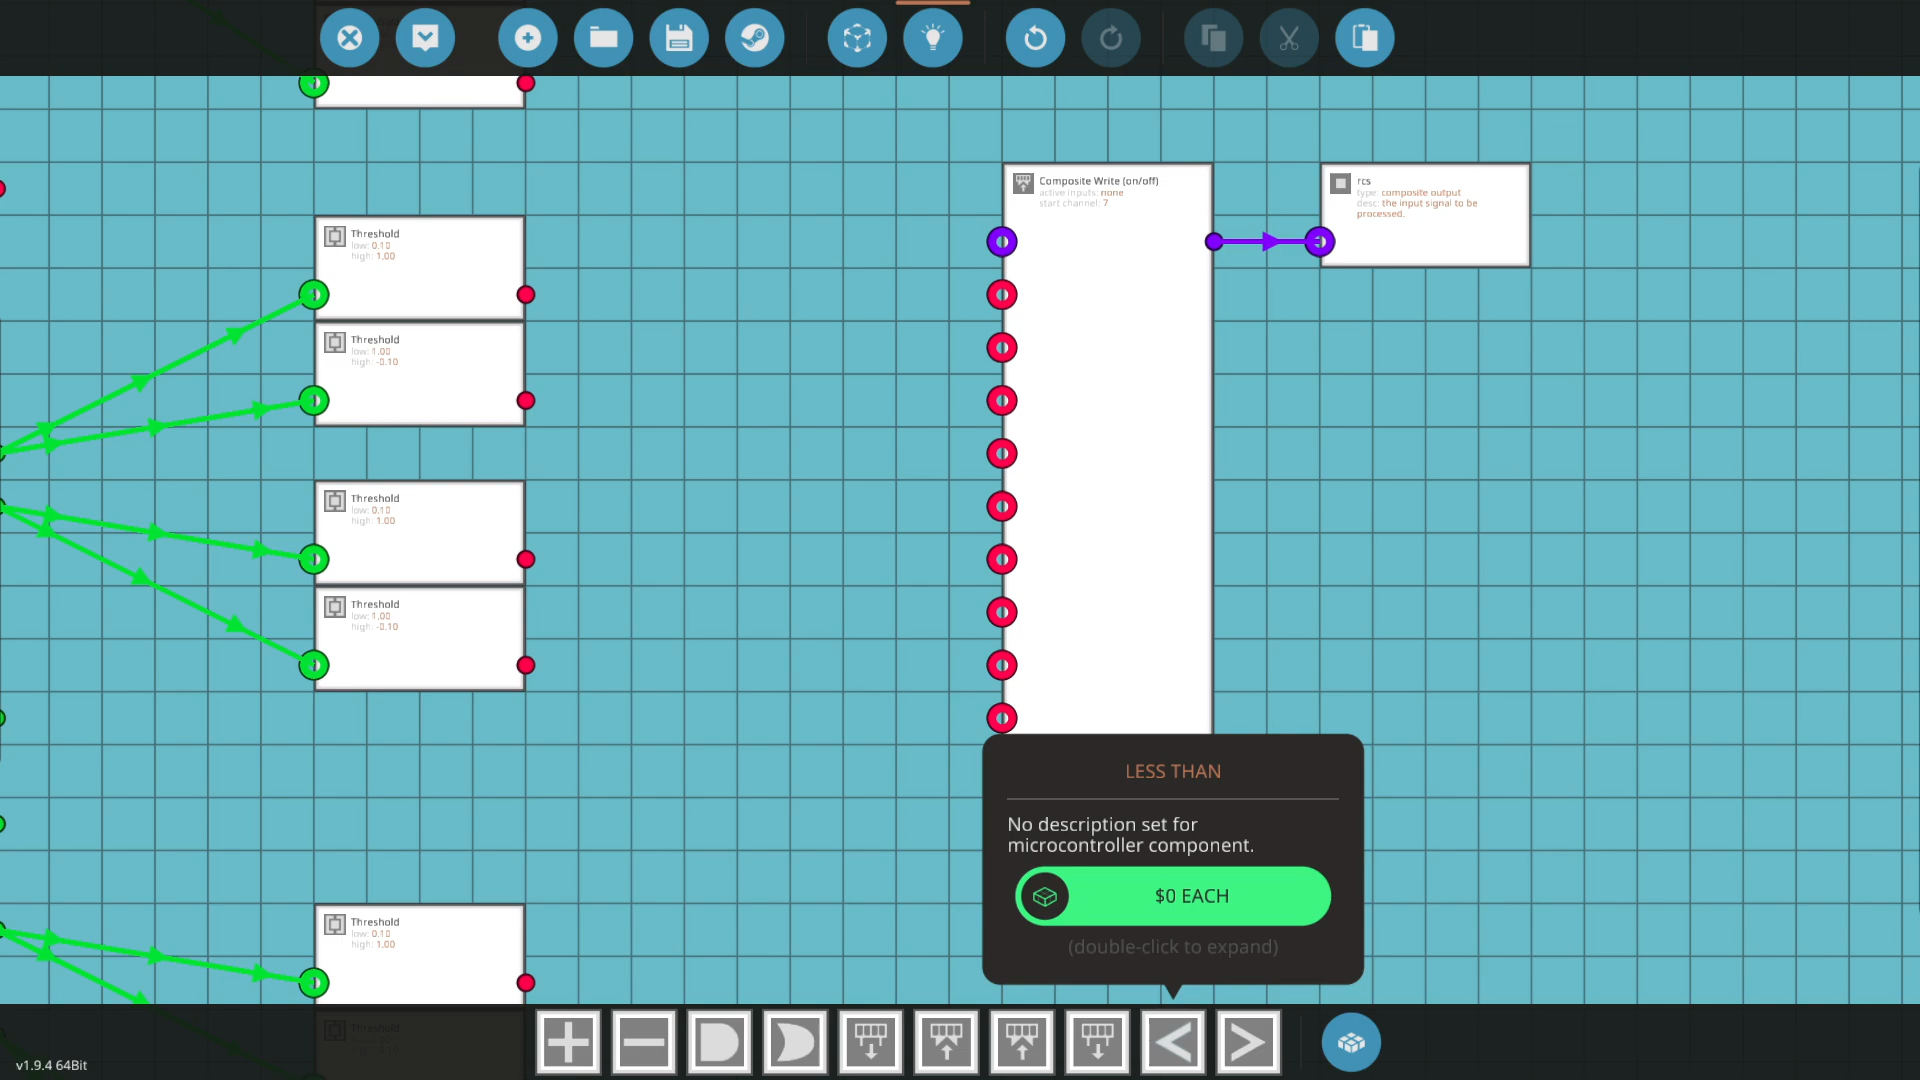 Composite Write (on/off)
active inputs: none
start channel: 7
rcs
type: composite output
desc: the input signal to be
processed.
Threshold
low: 0.10
high: 1.00
Threshold
low: 1.00
high: -0.10
Threshold
low: 0.10
high: 1.00
Threshold
low: 1.00
high: -0.10
LESS THAN
No description set for
microcontroller component.
$0 EACH
(double-click to expand)
Threshold
low: 0.10
high: 1.00
Threshold
v1.9.4 64Bit